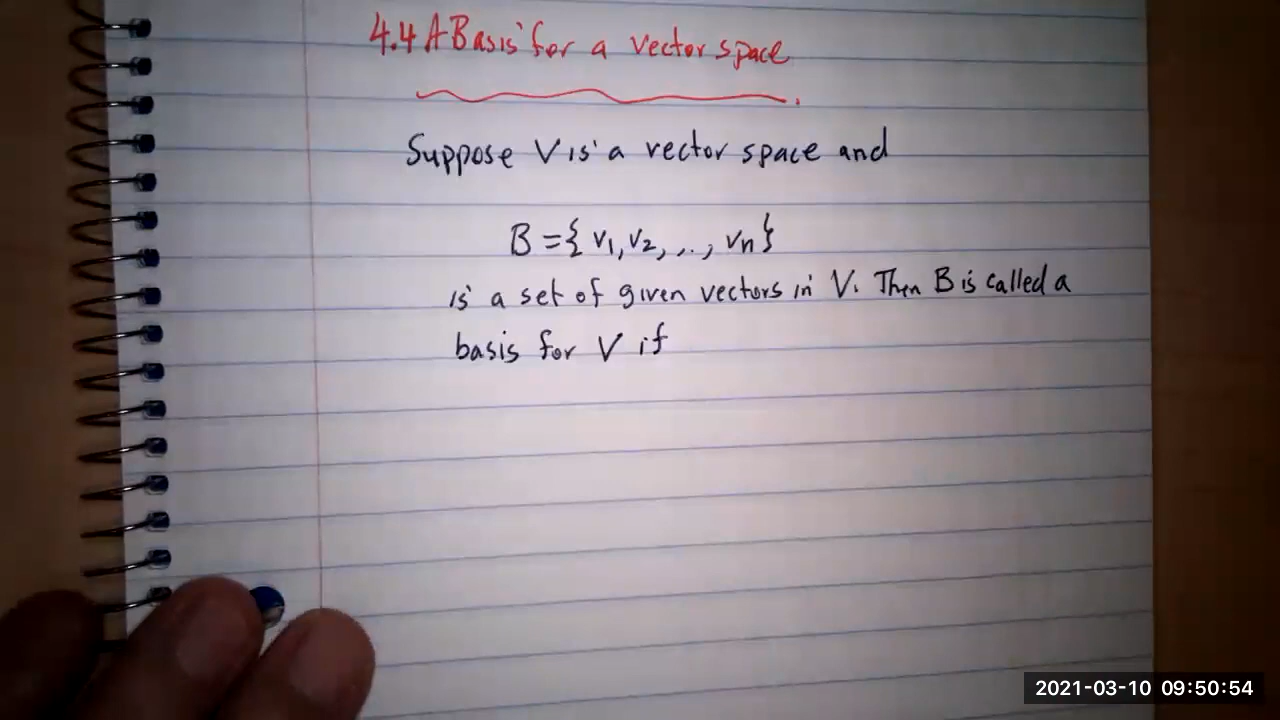 4.4 A Basis for a vector space
Suppose V is a vector space and
B = { v1, v2, ..., vn }
is a set of given vectors in V. Then B is called a
basis for V if
2021-03-10 09:50:54